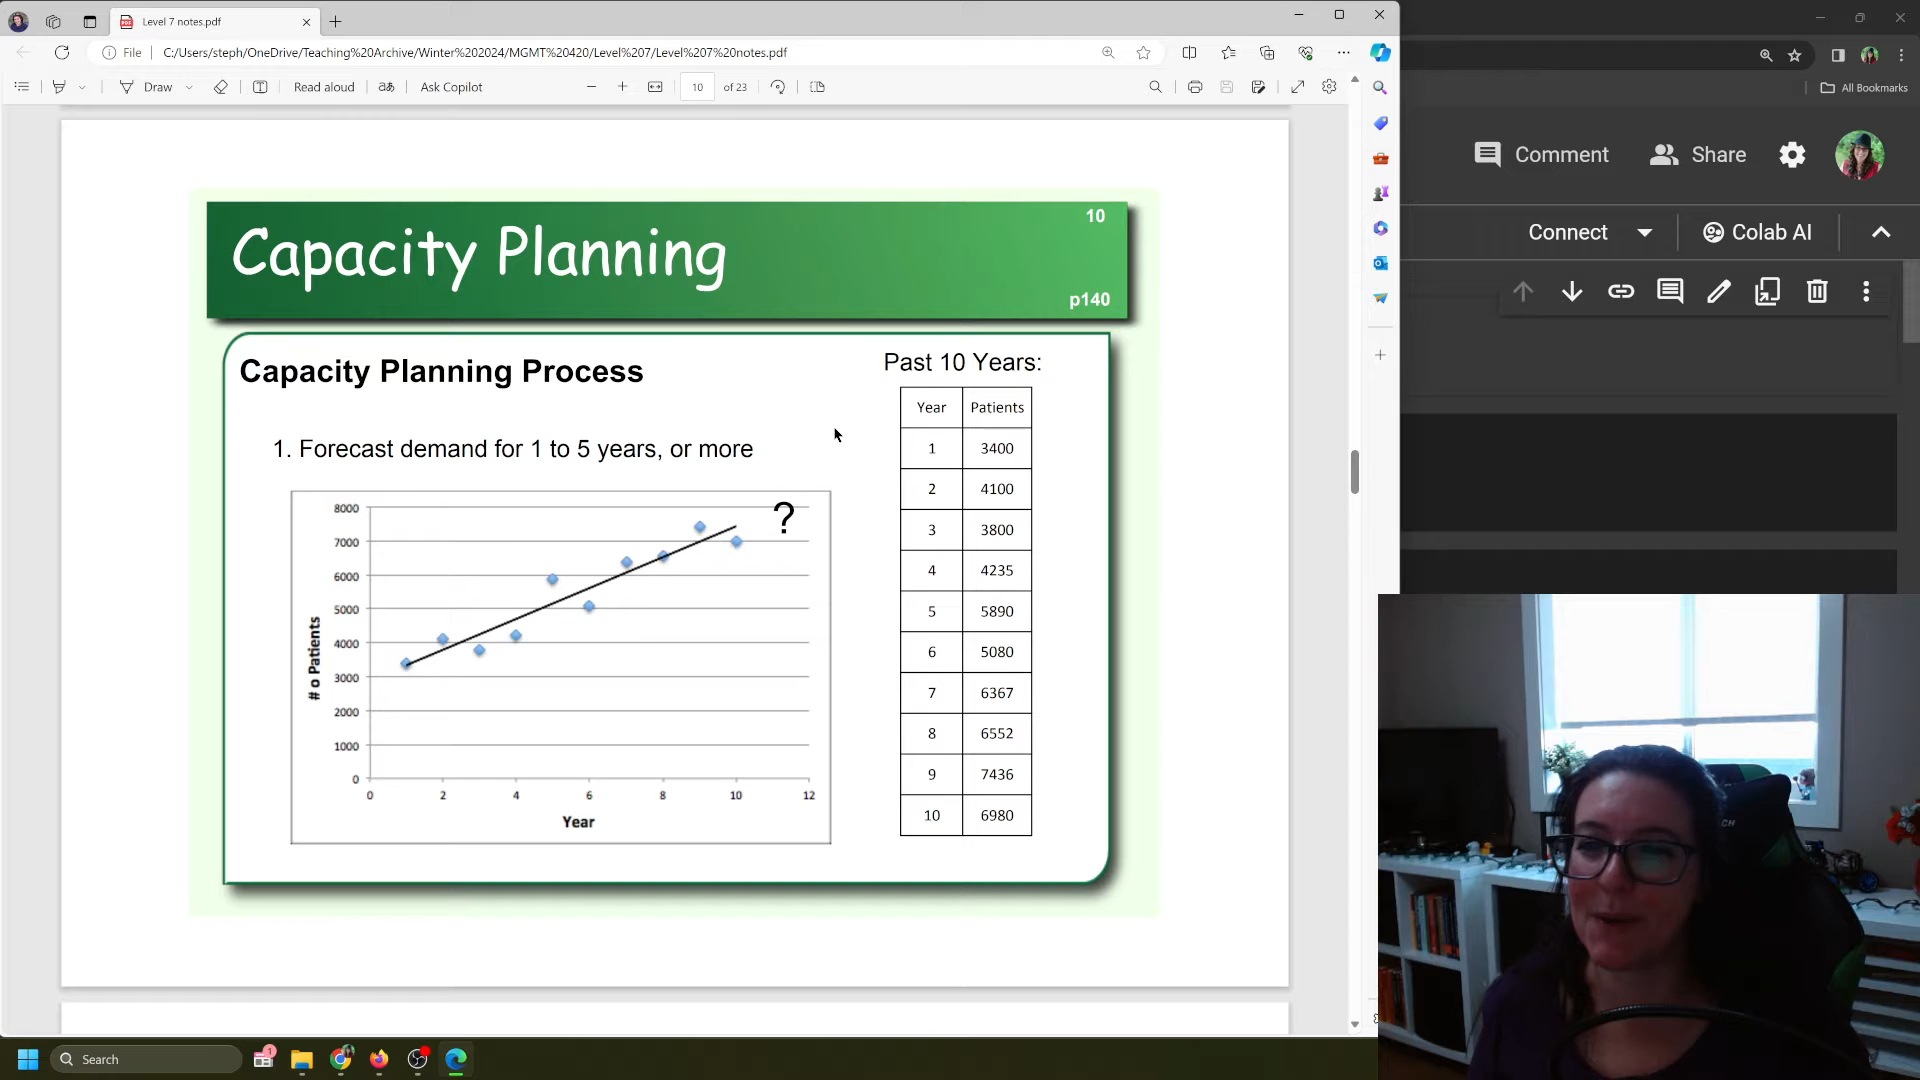 Level 7 notes.pdf
File
C:/Users/steph/OneDrive/Teaching%20Archive/Winter%202024/MGMT%20420/Level%207/Level%207%20notes.pdf
All Bookmarks
Draw
Read aloud
Ask Copilot
10
of 23
Comment
Share
Connect
Colab AI
10
Capacity Planning
p140
Capacity Planning Process
Past 10 Years:
1. Forecast demand for 1 to 5 years, or more
Year Patients
1 3400
2 4100
3 3800
4 4235
5 5890
6 5080
7 6367
8 6552
9 7436
10 6980
?
8000
7000
6000
5000
4000
3000
2000
1000
0
# o Patients
0 2 4 6 8 10 12
Year
Search
1